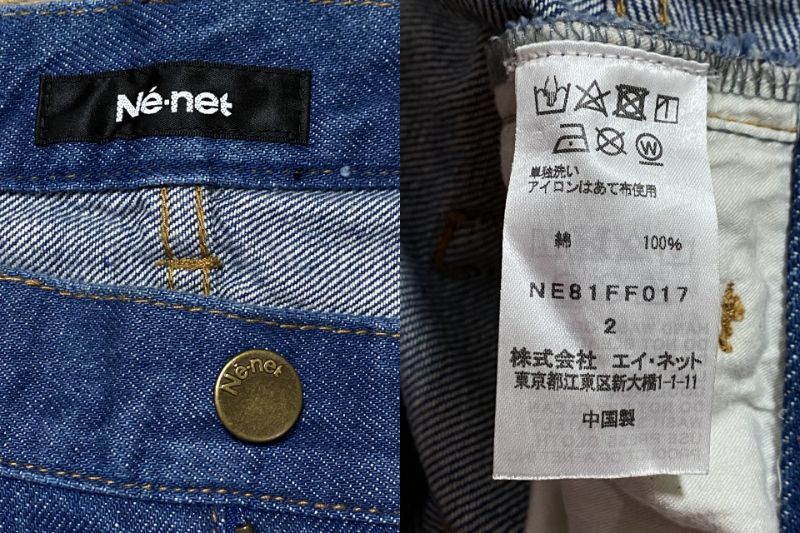 Né·net
Né-net
単独洗い
アイロンはあて布使用
綿 100%
NE81FF017
2
株式会社 エイ・ネット
東京都江東区新大橋1-1-11
中国製